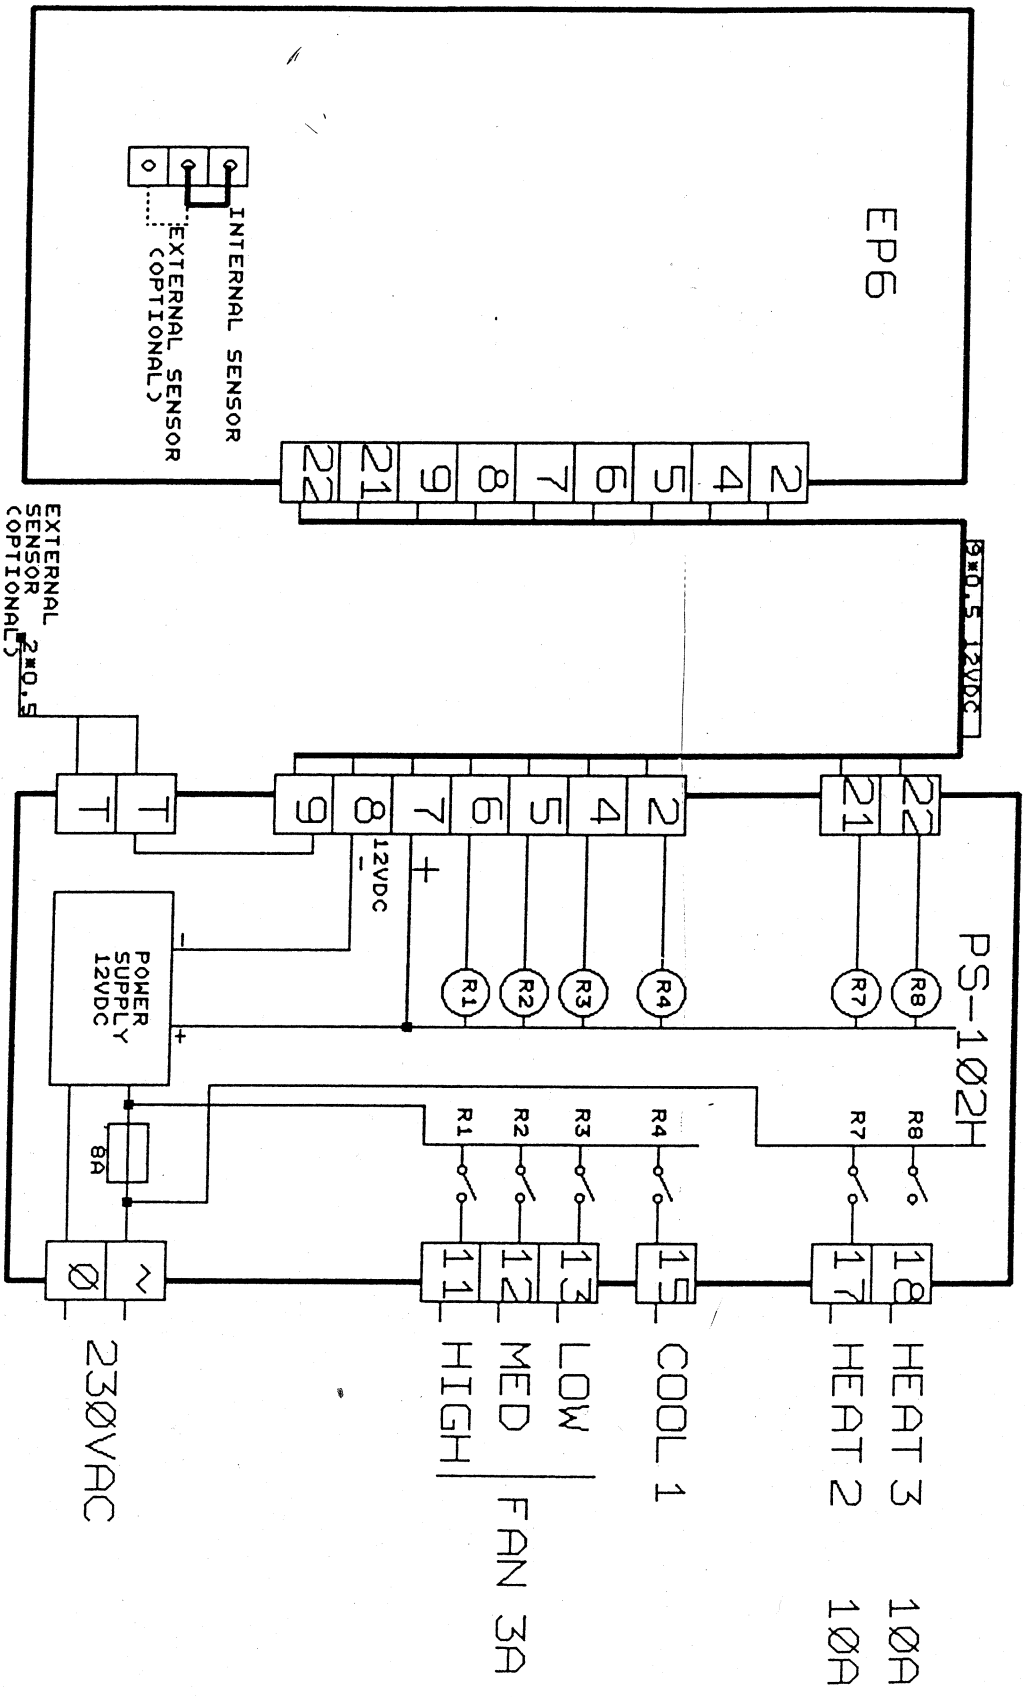 EP6
INTERNAL SENSOR
EXTERNAL SENSOR
(OPTIONAL)
2
4
5
6
7
8
9
21
22
9*0.5 12VDC
EXTERNAL
SENSOR
(OPTIONAL)
2*0.5
PS-102H
22
21
2
4
5
6
7
8
9
T
T
+
12VDC
-
R8
R7
R4
R3
R2
R1
POWER
SUPPLY
12VDC
-
+
8A
R8
R7
R4
R3
R2
R1
18
17
15
13
12
11
~
Ø
HEAT 3 10A
HEAT 2 10A
COOL 1
LOW
MED
HIGH
FAN 3A
230VAC